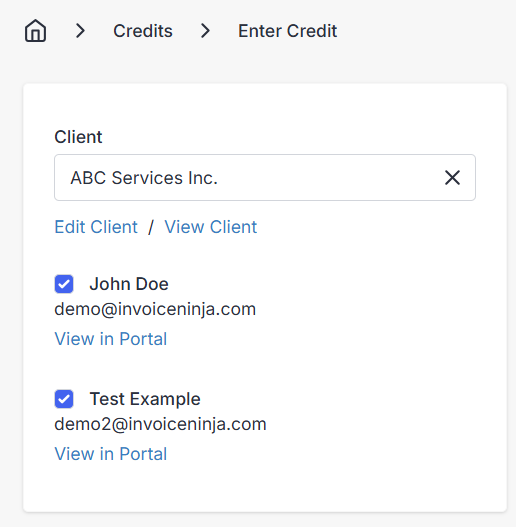 Credits Enter Credit
Client
ABC Services Inc.
Edit Client / View Client
John Doe
demo@invoiceninja.com
View in Portal
Test Example
demo2@invoiceninja.com
View in Portal